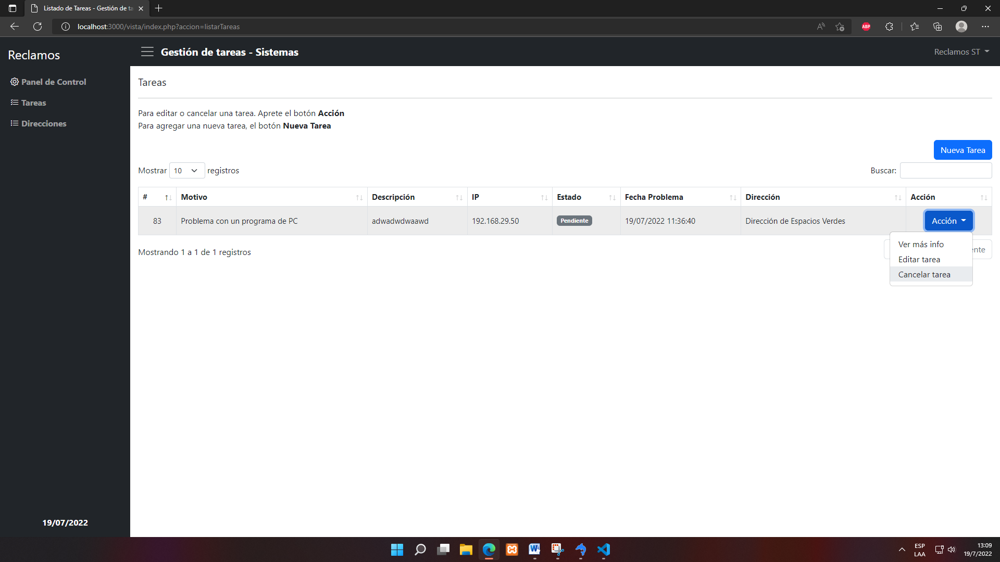 Listado de Tareas - Gestión de ta
localhost:3000/vista/index.php?accion=listarTareas
ABP
Reclamos
Gestión de tareas - Sistemas
Reclamos ST
Panel de Control
Tareas
Direcciones
Tareas
Para editar o cancelar una tarea. Aprete el botón Acción
Para agregar una nueva tarea, el botón Nueva Tarea
Nueva Tarea
Mostrar 10 registros
Buscar:
# Motivo Descripción IP Estado Fecha Problema Dirección Acción
83 Problema con un programa de PC adwadwdwaawd 192.168.29.50 Pendiente 19/07/2022 11:36:40 Dirección de Espacios Verdes Acción
Ver más info
Editar tarea
Cancelar tarea
Mostrando 1 a 1 de 1 registros
ente
19/07/2022
ESP
LAA
13:09
19/7/2022